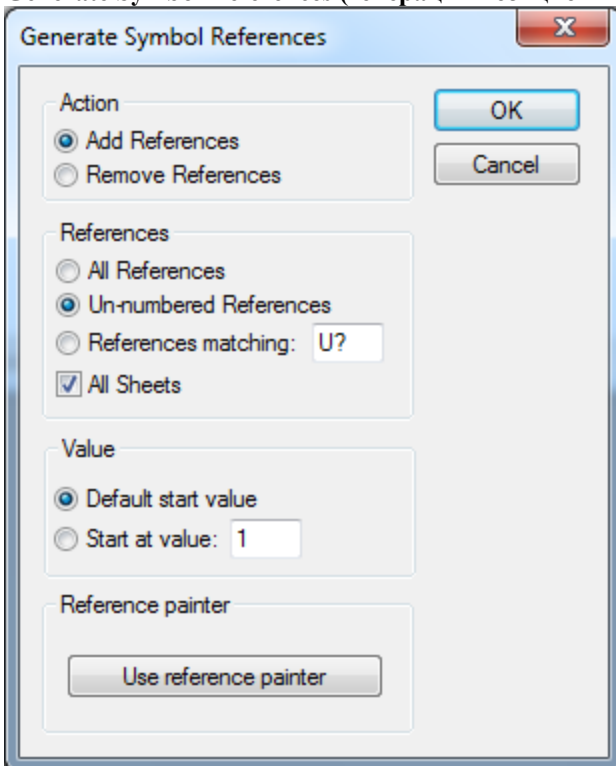 Generate Symbol References
Action
Add References
Remove References
OK
Cancel
References
All References
Un-numbered References
References matching: U?
All Sheets
Value
Default start value
Start at value: 1
Reference painter
Use reference painter